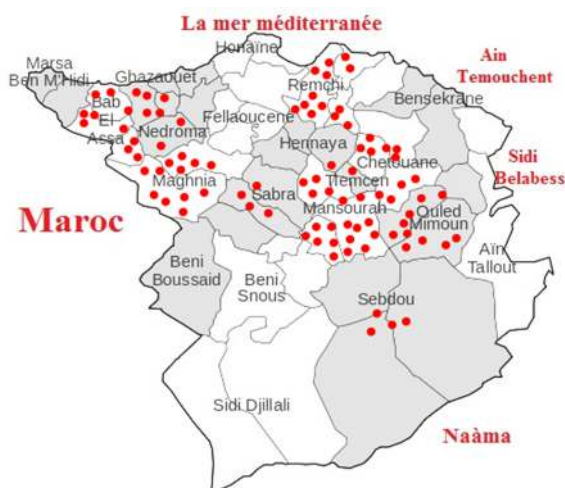 La mer méditerranée
Honaïne
Marsa
Ben M'Hidi
Ghazaouet
Remchi
Ain
Temouchent
Bab
El
Assa
Nedroma
Fellaoucene
Bensekrane
Hennaya
Chetouane
Sidi
Belabess
Maghnia
Sabra
Tlemcen
Mansourah
Ouled
Mimoun
Maroc
Beni
Boussaid
Beni
Snous
Aïn
Tallout
Sebdou
Sidi Djillali
Naàma